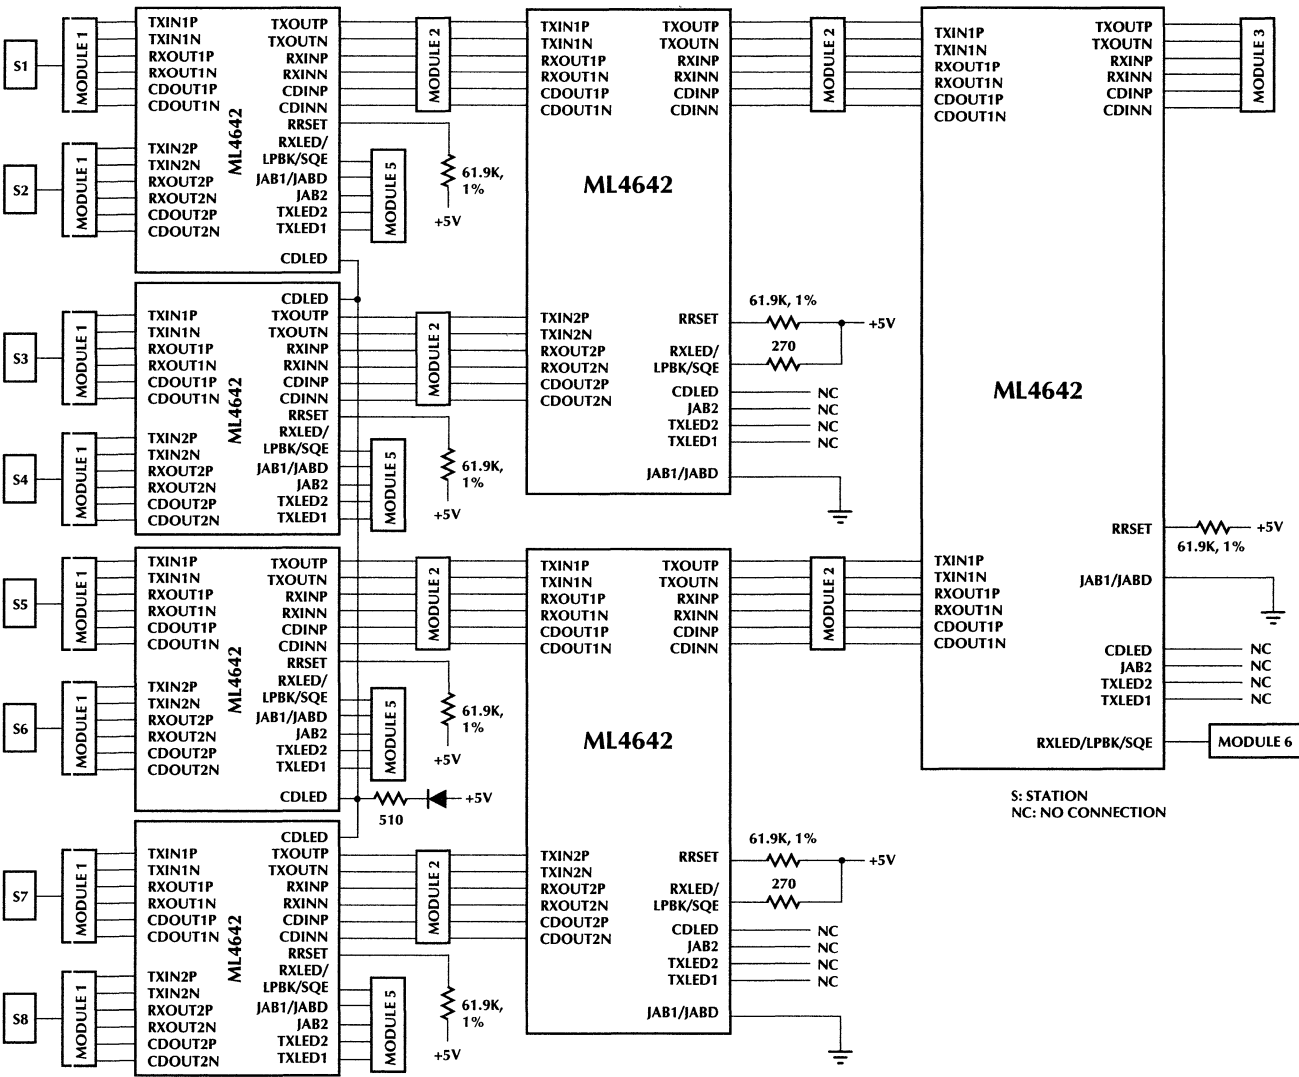 S1
MODULE 1
TXIN1P
TXIN1N
RXOUT1P
RXOUT1N
CDOUT1P
CDOUT1N
S2
MODULE 1
TXIN2P
TXIN2N
RXOUT2P
RXOUT2N
CDOUT2P
CDOUT2N
ML4642
TXOUTP
TXOUTN
RXINP
RXINN
CDINP
CDINN
RRSET
RXLED/
LPBK/SQE
JAB1/JABD
JAB2
TXLED2
TXLED1
CDLED
MODULE 2
MODULE 5
61.9K,
1%
+5V
S3
MODULE 1
TXIN1P
TXIN1N
RXOUT1P
RXOUT1N
CDOUT1P
CDOUT1N
S4
MODULE 1
TXIN2P
TXIN2N
RXOUT2P
RXOUT2N
CDOUT2P
CDOUT2N
ML4642
CDLED
TXOUTP
TXOUTN
RXINP
RXINN
CDINP
CDINN
RRSET
RXLED/
LPBK/SQE
JAB1/JABD
JAB2
TXLED2
TXLED1
MODULE 2
MODULE 5
61.9K,
1%
+5V
S5
MODULE 1
TXIN1P
TXIN1N
RXOUT1P
RXOUT1N
CDOUT1P
CDOUT1N
S6
MODULE 1
TXIN2P
TXIN2N
RXOUT2P
RXOUT2N
CDOUT2P
CDOUT2N
ML4642
TXOUTP
TXOUTN
RXINP
RXINN
CDINP
CDINN
RRSET
RXLED/
LPBK/SQE
JAB1/JABD
JAB2
TXLED2
TXLED1
CDLED
MODULE 2
MODULE 5
61.9K,
1%
+5V
510
+5V
S7
MODULE 1
TXIN1P
TXIN1N
RXOUT1P
RXOUT1N
CDOUT1P
CDOUT1N
S8
MODULE 1
TXIN2P
TXIN2N
RXOUT2P
RXOUT2N
CDOUT2P
CDOUT2N
ML4642
CDLED
TXOUTP
TXOUTN
RXINP
RXINN
CDINP
CDINN
RRSET
RXLED/
LPBK/SQE
JAB1/JABD
JAB2
TXLED2
TXLED1
MODULE 2
MODULE 5
61.9K,
1%
+5V
TXIN1P
TXIN1N
RXOUT1P
RXOUT1N
CDOUT1P
CDOUT1N
ML4642
TXIN2P
TXIN2N
RXOUT2P
RXOUT2N
CDOUT2P
CDOUT2N
TXOUTP
TXOUTN
RXINP
RXINN
CDINP
CDINN
RRSET
RXLED/
LPBK/SQE
CDLED
JAB2
TXLED2
TXLED1
JAB1/JABD
MODULE 2
61.9K, 1%
+5V
270
NC
NC
NC
NC
TXIN1P
TXIN1N
RXOUT1P
RXOUT1N
CDOUT1P
CDOUT1N
ML4642
TXIN2P
TXIN2N
RXOUT2P
RXOUT2N
CDOUT2P
CDOUT2N
TXOUTP
TXOUTN
RXINP
RXINN
CDINP
CDINN
RRSET
RXLED/
LPBK/SQE
CDLED
JAB2
TXLED2
TXLED1
JAB1/JABD
MODULE 2
61.9K, 1%
+5V
270
NC
NC
NC
NC
TXIN1P
TXIN1N
RXOUT1P
RXOUT1N
CDOUT1P
CDOUT1N
ML4642
TXIN1P
TXIN1N
RXOUT1P
RXOUT1N
CDOUT1P
CDOUT1N
TXOUTP
TXOUTN
RXINP
RXINN
CDINP
CDINN
MODULE 3
RRSET
+5V
61.9K, 1%
JAB1/JABD
CDLED
NC
JAB2
NC
TXLED2
NC
TXLED1
NC
RXLED/LPBK/SQE
MODULE 6
S: STATION
NC: NO CONNECTION